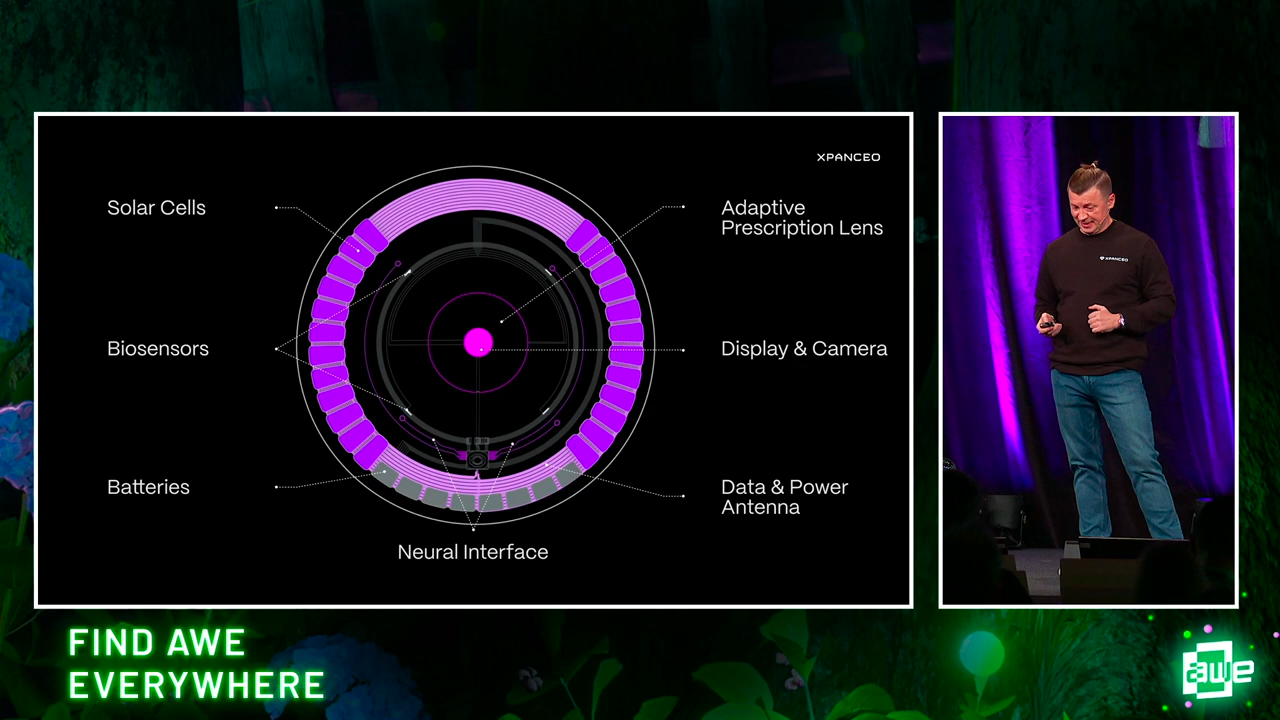 XPANCEO
Solar Cells
Adaptive
Prescription Lens
Biosensors
Display & Camera
Batteries
Data & Power
Antenna
Neural Interface
XPANCEO
FIND AWE
EVERYWHERE
awe